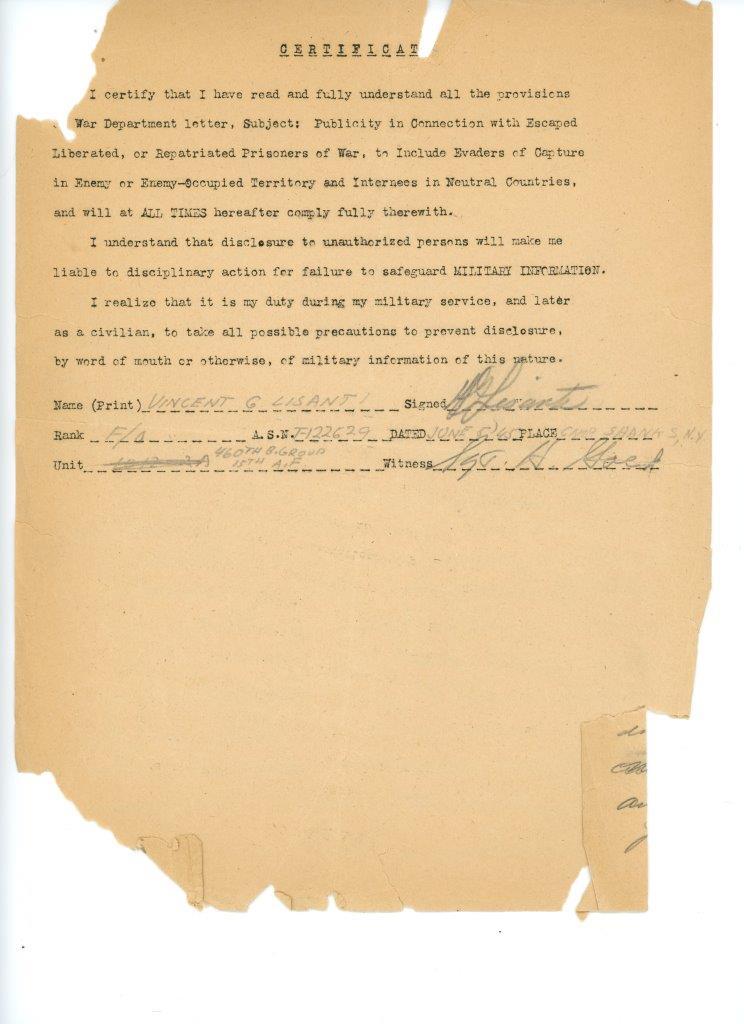 CERTIFICAT
I certify that I have read and fully understand all the provisions
War Department letter, Subject: Publicity in Connection with Escaped
Liberated, or Repatriated Prisoners of War, to Include Evaders of Capture
in Enemy or Enemy-Occupied Territory and Internees in Neutral Countries,
and will at ALL TIMES hereafter comply fully therewith.
I understand that disclosure to unauthorized persons will make me
liable to disciplinary action for failure to safeguard MILITARY INFORMATION.
I realize that it is my duty during my military service, and later
as a civilian, to take all possible precautions to prevent disclosure,
by word of mouth or otherwise, of military information of this nature.
Name (Print) VINCENT G LISANTI Signed Lisanti
Rank F/O A.S.N. T-122629 DATED JUNE 5/45 PLACE CAMP SHANKS, N.Y
Unit 460TH B. GROUP Witness Sgt. A
15TH A.F